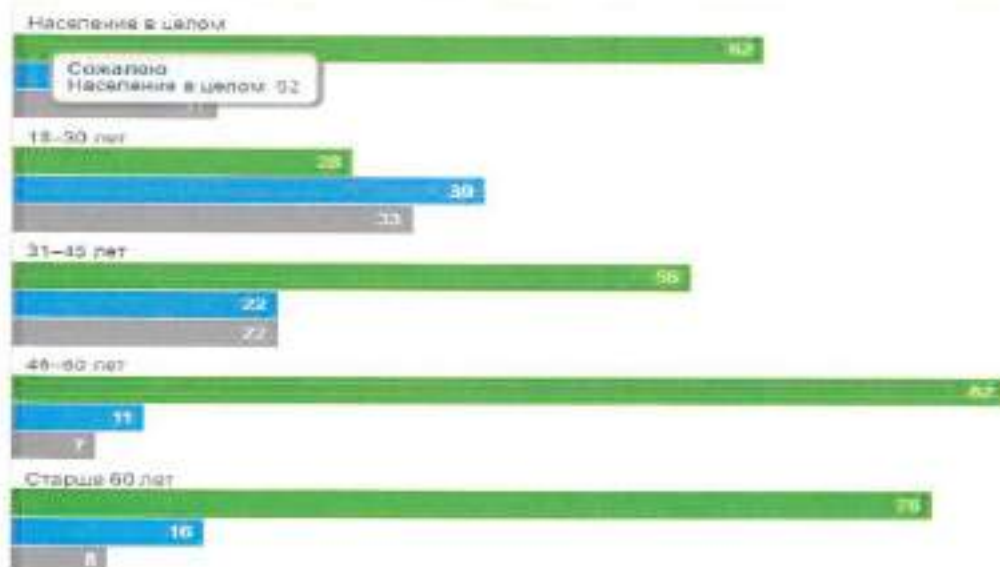 Население в целом
62
Сожалею
Население в целом 62
18–30 лет
28
39
33
31–45 лет
56
22
22
46–60 лет
82
11
7
Старше 60 лет
76
16
8